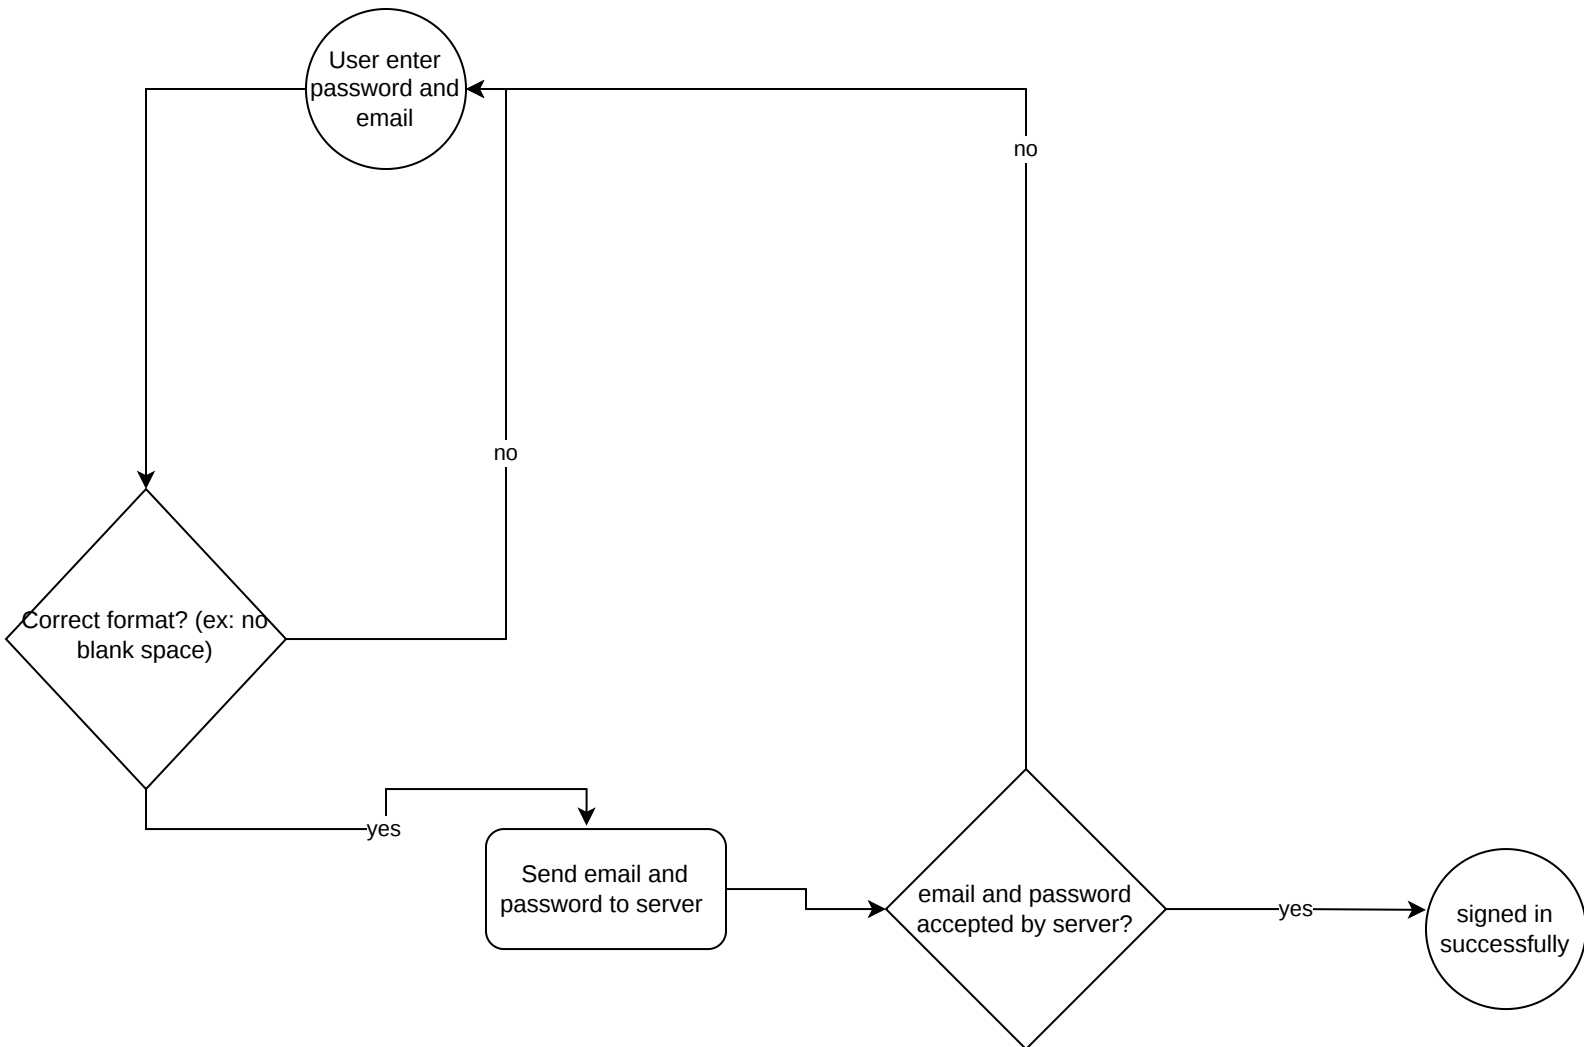 User enter
password and
email
no
no
Correct format? (ex: no
blank space)
yes
Send email and
password to server
email and password
accepted by server?
yes
signed in
successfully